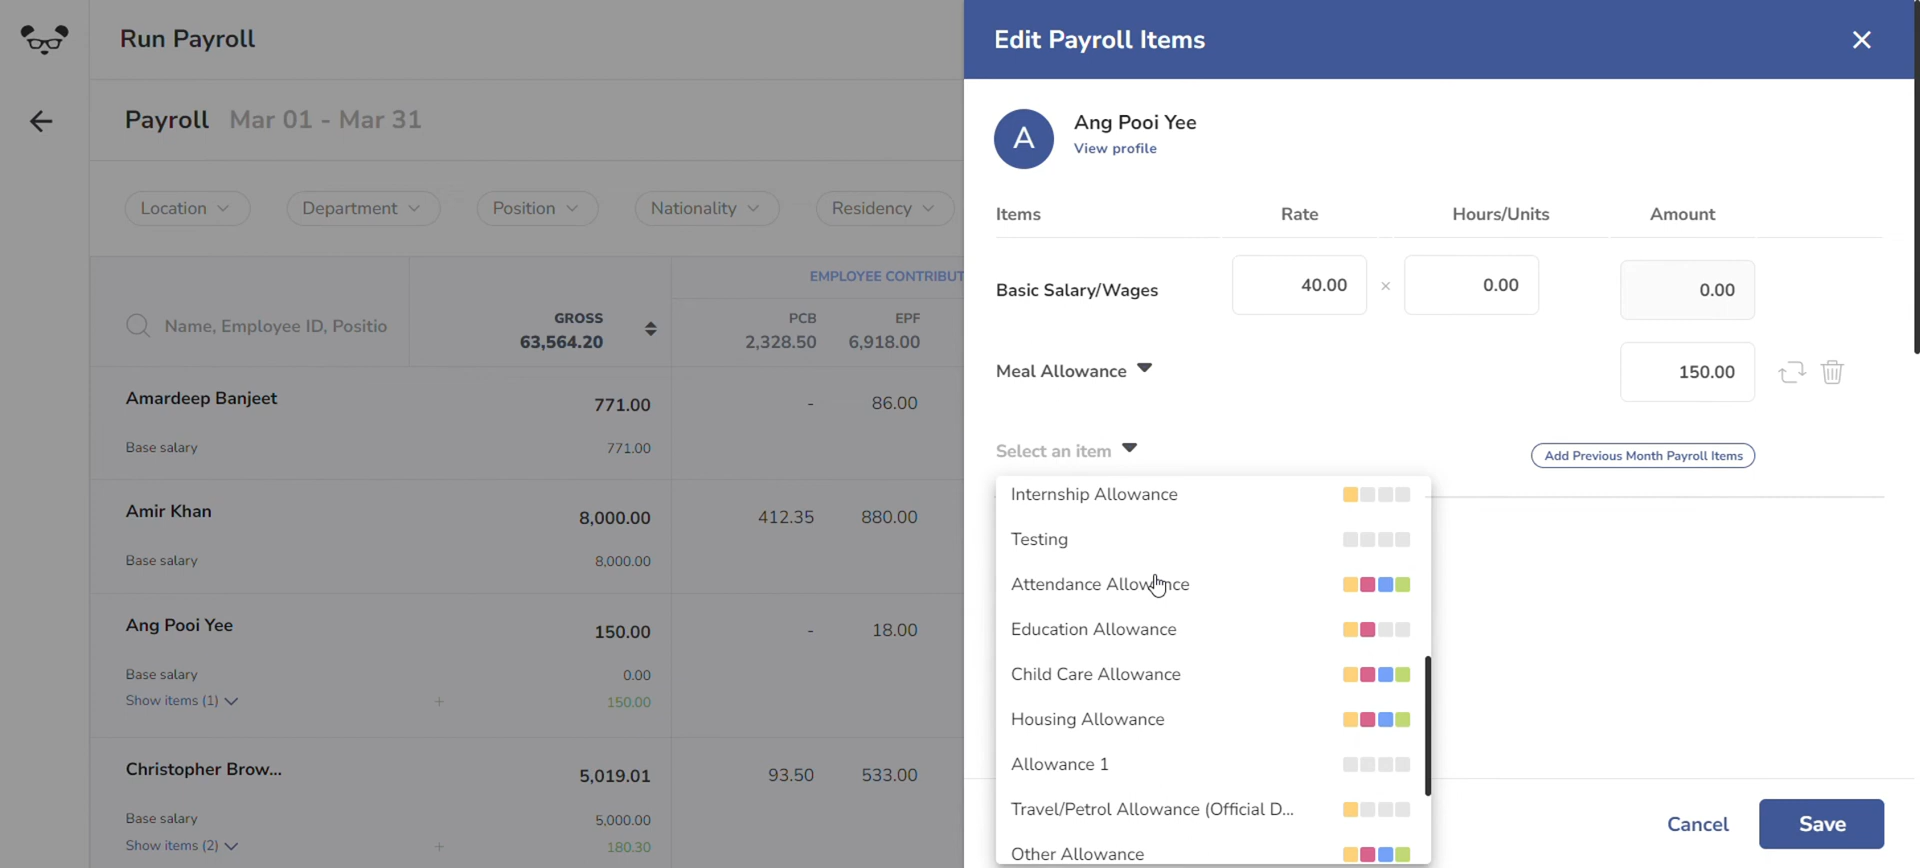 Run Payroll
Payroll Mar 01 - Mar 31
Location Department Position Nationality Residency
EMPLOYEE CONTRIBUT
Name, Employee ID, Positio
GROSS PCB EPF
63,564.20 2,328.50 6,918.00
Amardeep Banjeet 771.00 - 86.00
Base salary 771.00
Amir Khan 8,000.00 412.35 880.00
Base salary 8,000.00
Ang Pooi Yee 150.00 - 18.00
Base salary 0.00
Show items (1) + 150.00
Christopher Brow... 5,019.01 93.50 533.00
Base salary 5,000.00
Show items (2) + 180.30
Edit Payroll Items
A
Ang Pooi Yee
View profile
Items Rate Hours/Units Amount
Basic Salary/Wages 40.00 × 0.00 0.00
Meal Allowance 150.00
Select an item Add Previous Month Payroll Items
Internship Allowance
Testing
Attendance Allowance
Education Allowance
Child Care Allowance
Housing Allowance
Allowance 1
Travel/Petrol Allowance (Official D...
Other Allowance
Cancel Save